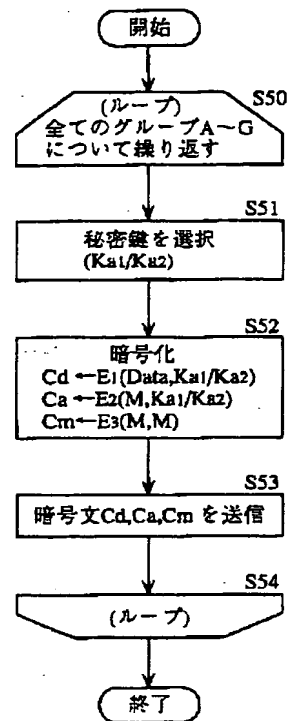 開始
S50
(ループ)
全てのグループA～G
について繰り返す
S51
秘密鍵を選択
(Ka1/Ka2)
S52
暗号化
Cd ←E1(Data,Ka1/Ka2)
Ca ←E2(M,Ka1/Ka2)
Cm←E3(M,M)
S53
暗号文Cd,Ca,Cm を送信
S54
(ループ)
終了